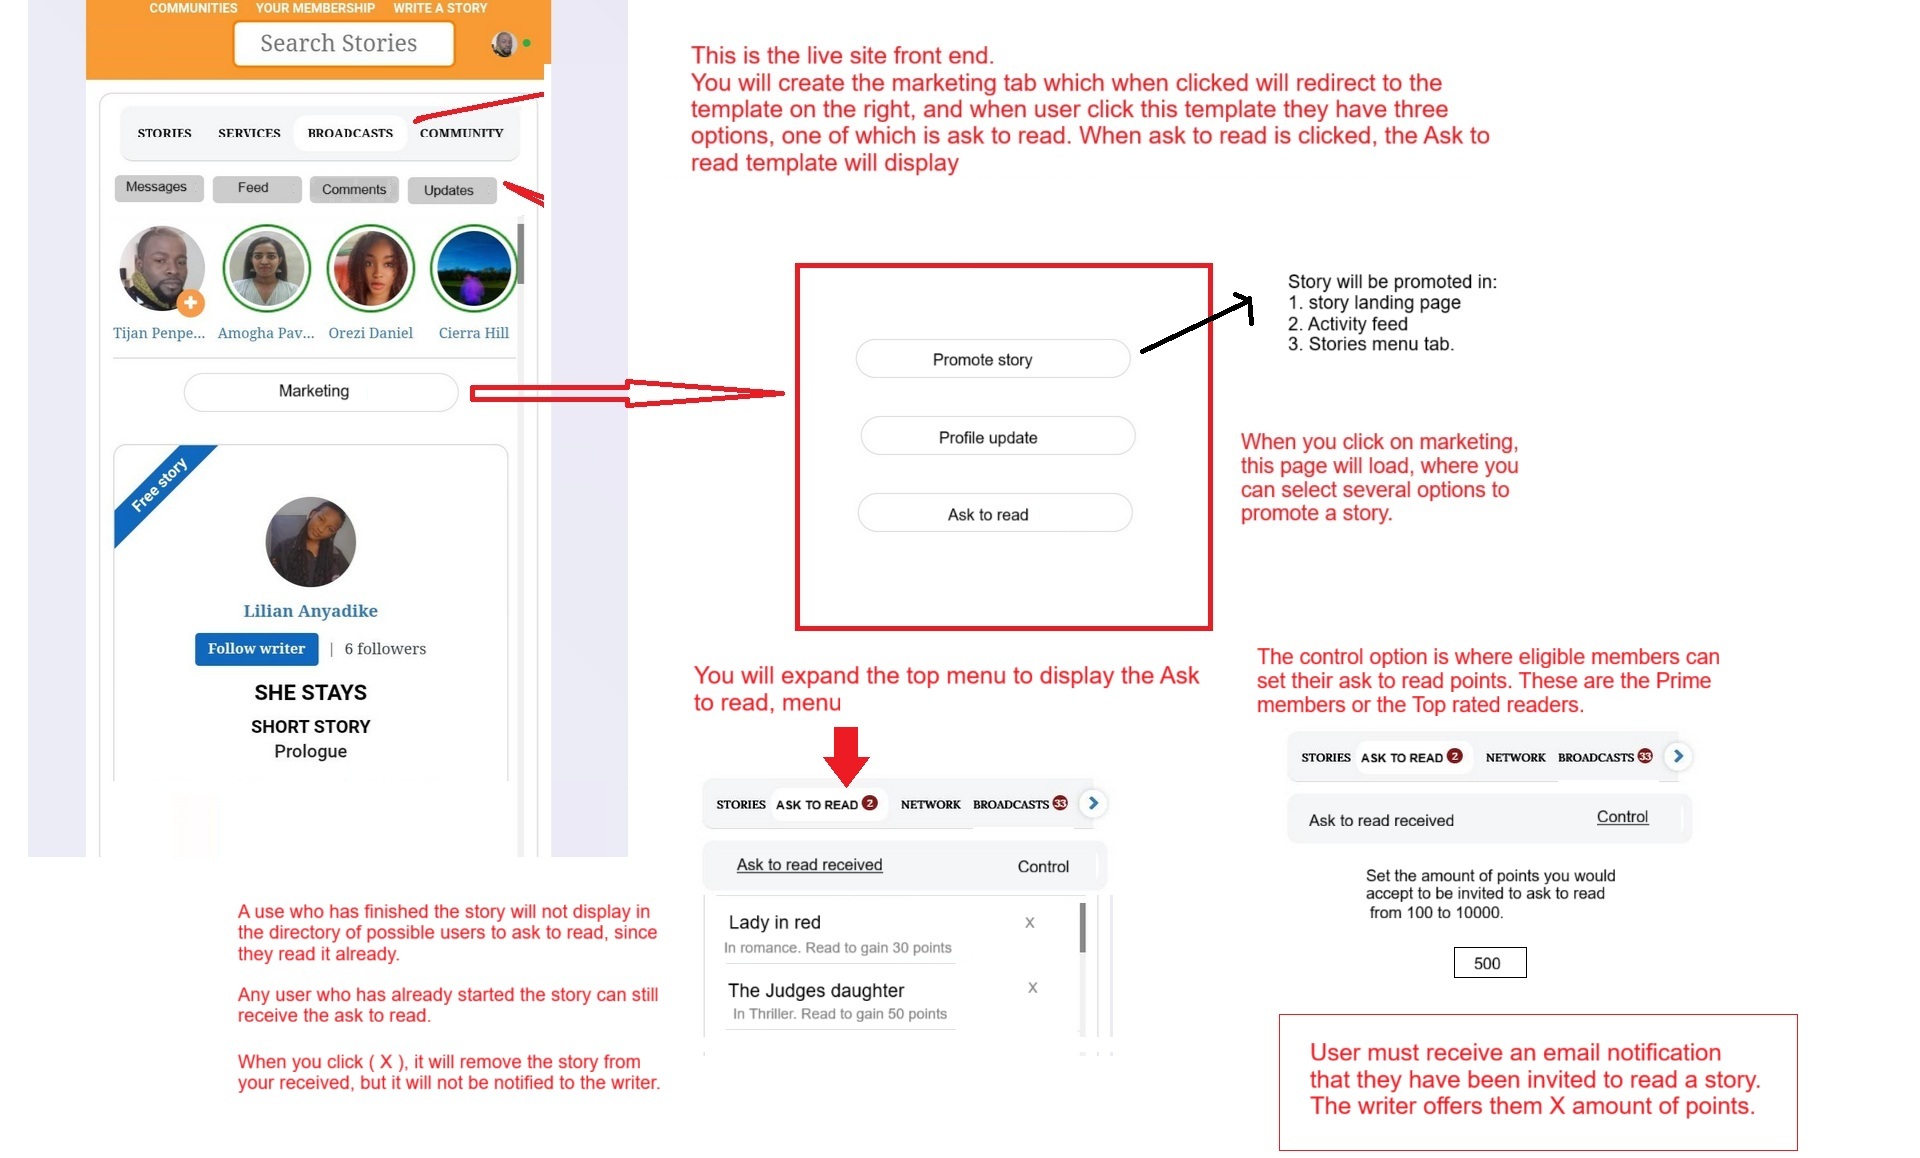 COMMUNITIES YOUR MEMBERSHIP WRITE A STORY
Search Stories
STORIES SERVICES BROADCASTS COMMUNITY
Messages Feed Comments Updates
Tijan Penpe... Amogha Pav... Orezi Daniel Cierra Hill
Marketing
Free story
Lilian Anyadike
Follow writer | 6 followers
SHE STAYS
SHORT STORY
Prologue
A use who has finished the story will not display in
the directory of possible users to ask to read, since
they read it already.
Any user who has already started the story can still
receive the ask to read.
When you click ( X ), it will remove the story from
your received, but it will not be notified to the writer.
This is the live site front end.
You will create the marketing tab which when clicked will redirect to the
template on the right, and when user click this template they have three
options, one of which is ask to read. When ask to read is clicked, the Ask to
read template will display
Promote story
Profile update
Ask to read
Story will be promoted in:
1. story landing page
2. Activity feed
3. Stories menu tab.
When you click on marketing,
this page will load, where you
can select several options to
promote a story.
You will expand the top menu to display the Ask
to read, menu
STORIES ASK TO READ 2 NETWORK BROADCASTS 33
Ask to read received Control
Lady in red X
In romance. Read to gain 30 points
The Judges daughter X
In Thriller. Read to gain 50 points
The control option is where eligible members can
set their ask to read points. These are the Prime
members or the Top rated readers.
STORIES ASK TO READ 2 NETWORK BROADCASTS 33
Ask to read received Control
Set the amount of points you would
accept to be invited to ask to read
from 100 to 10000.
500
User must receive an email notification
that they have been invited to read a story.
The writer offers them X amount of points.